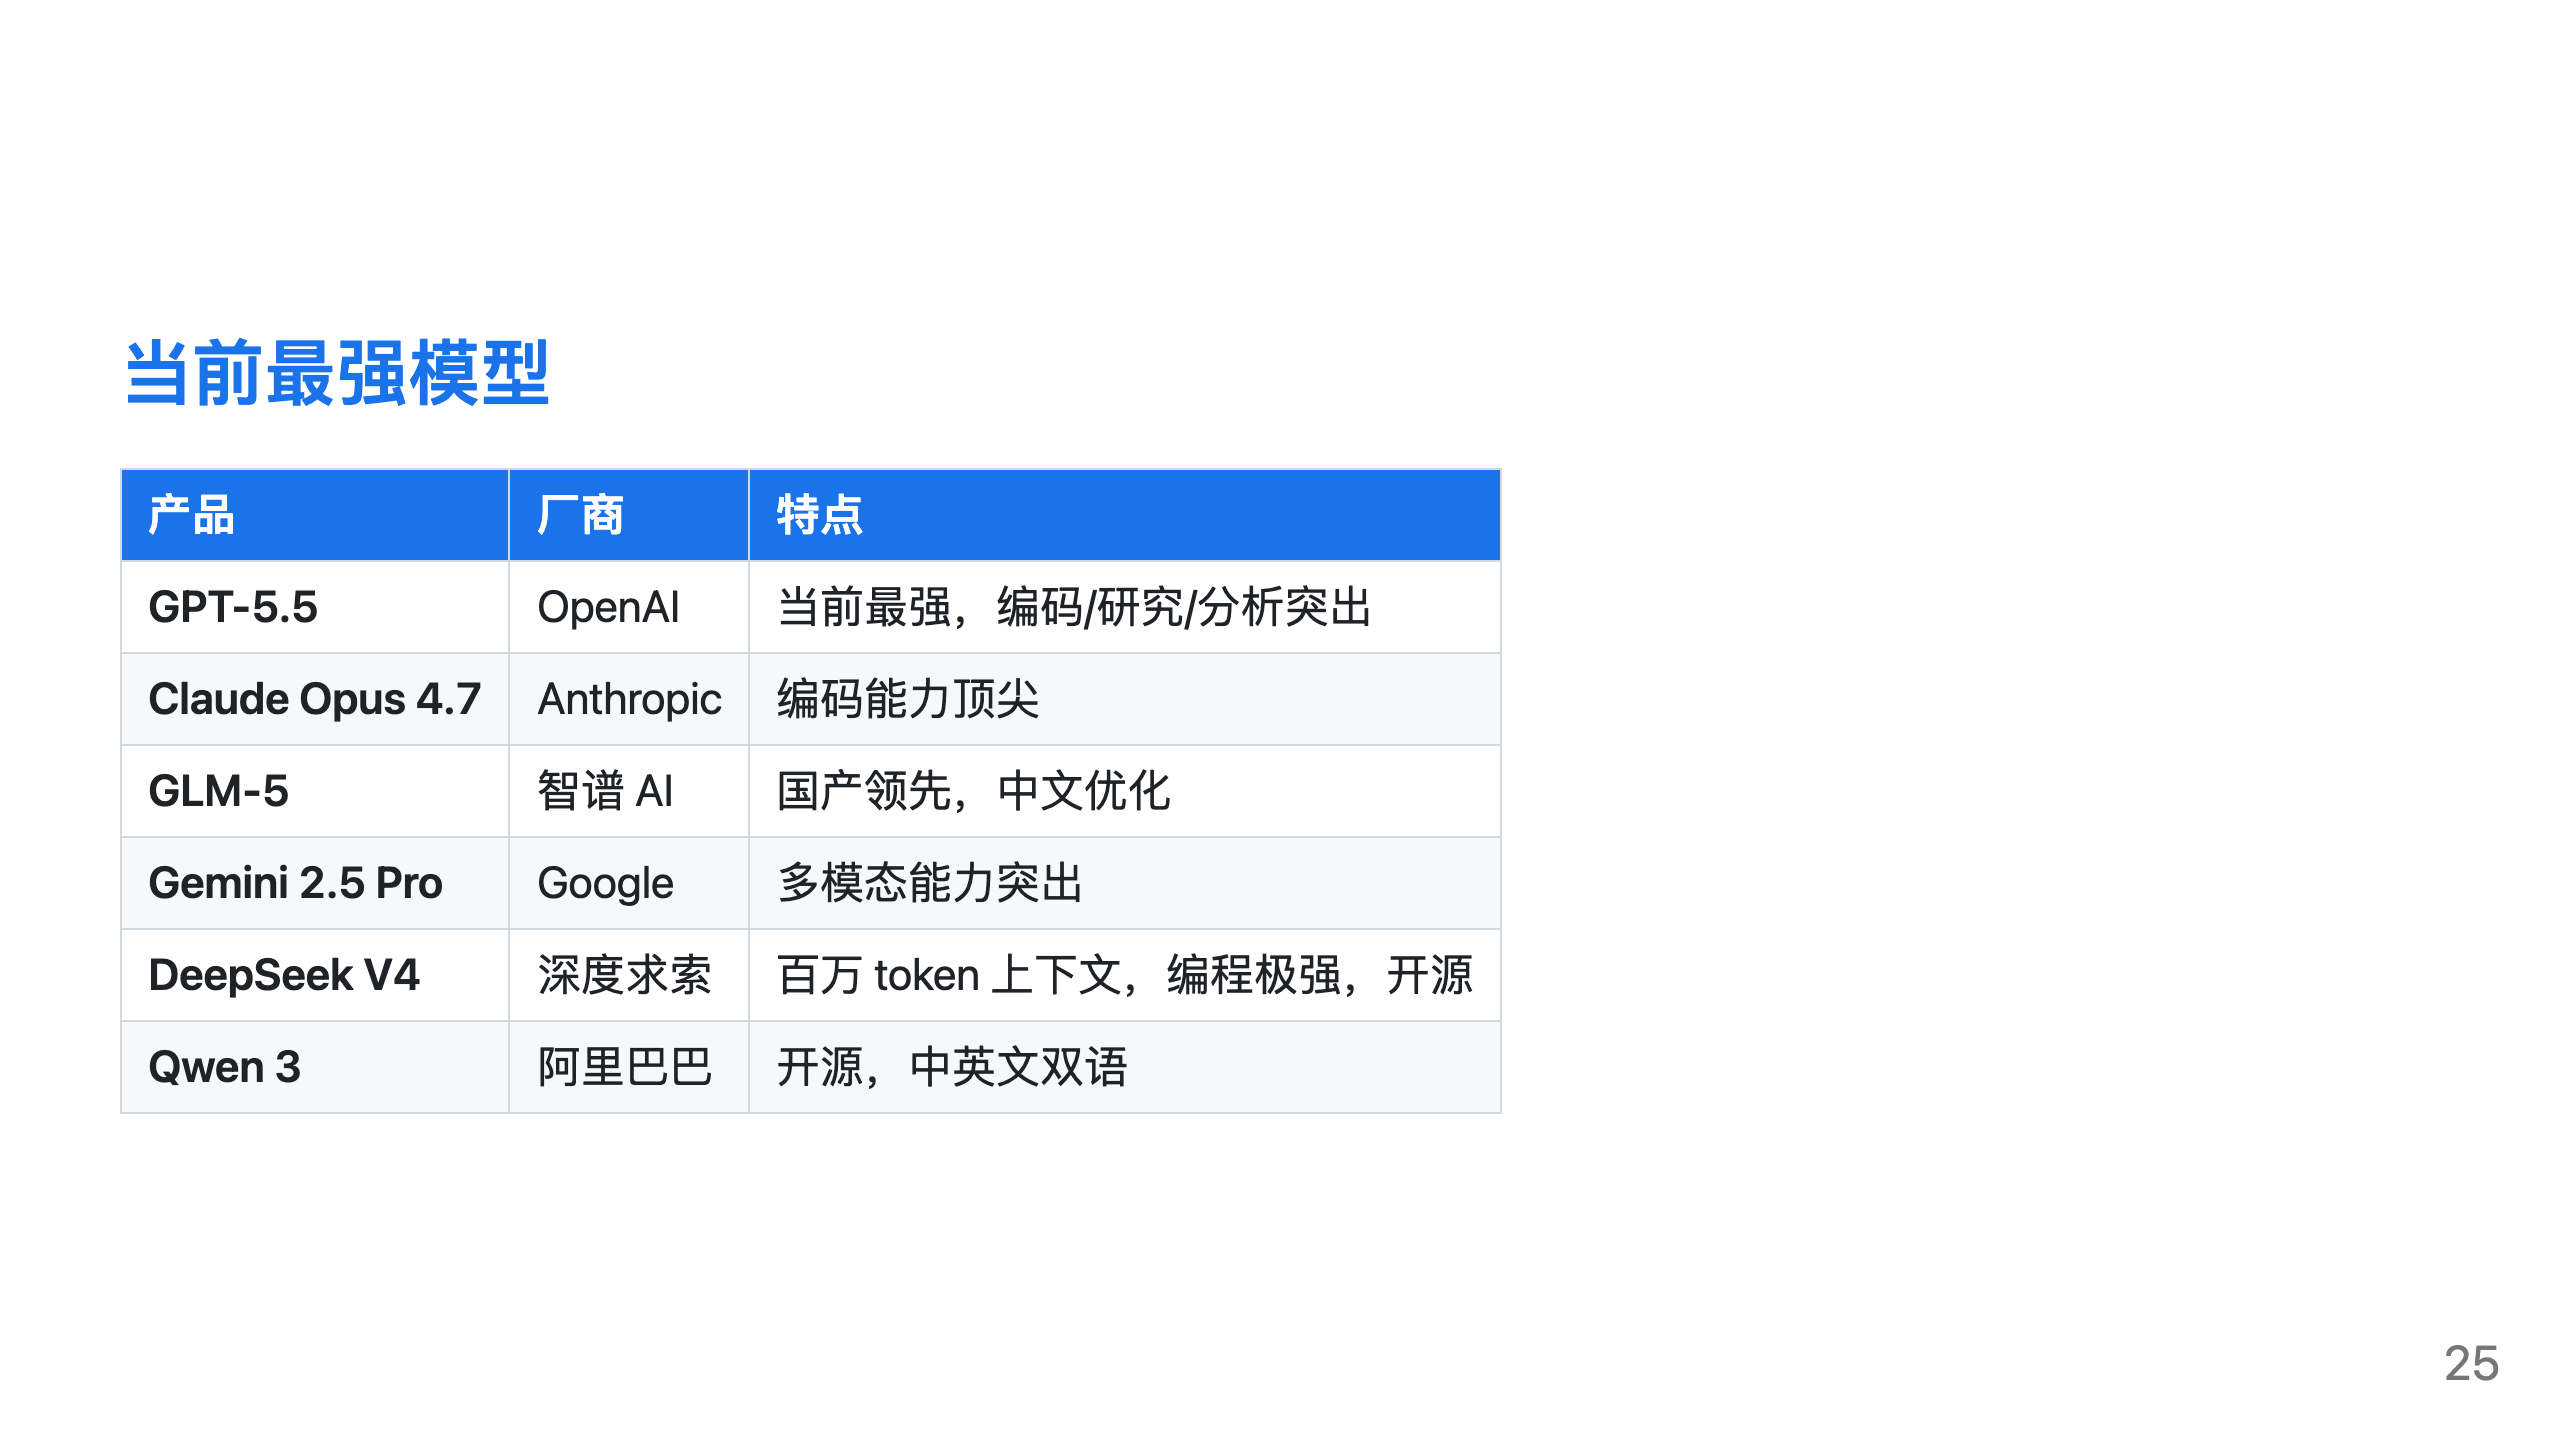 当前最强模型
产品 厂商 特点
GPT-5.5 OpenAI 当前最强，编码/研究/分析突出
Claude Opus 4.7 Anthropic 编码能力顶尖
GLM-5 智谱 AI 国产领先，中文优化
Gemini 2.5 Pro Google 多模态能力突出
DeepSeek V4 深度求索 百万 token 上下文，编程极强，开源
Qwen 3 阿里巴巴 开源，中英文双语
25